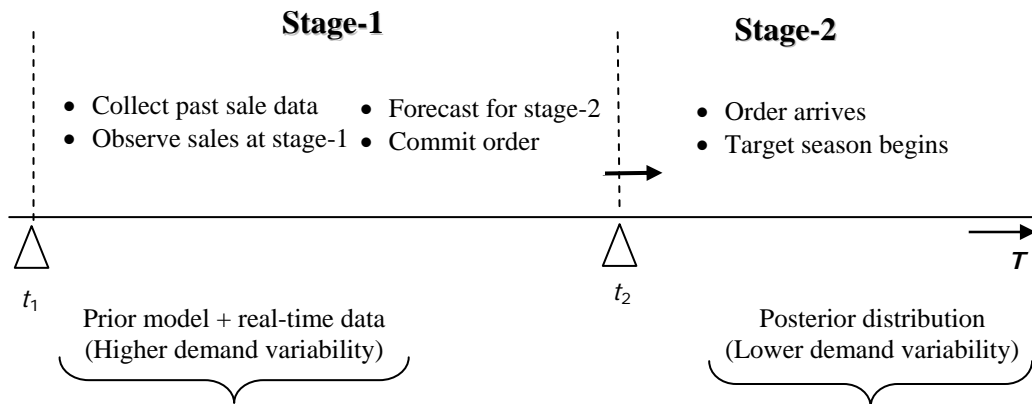 Stage-1
Stage-2
• Collect past sale data
• Observe sales at stage-1
• Forecast for stage-2
• Commit order
• Order arrives
• Target season begins
T
t1
t2
Prior model + real-time data
(Higher demand variability)
Posterior distribution
(Lower demand variability)